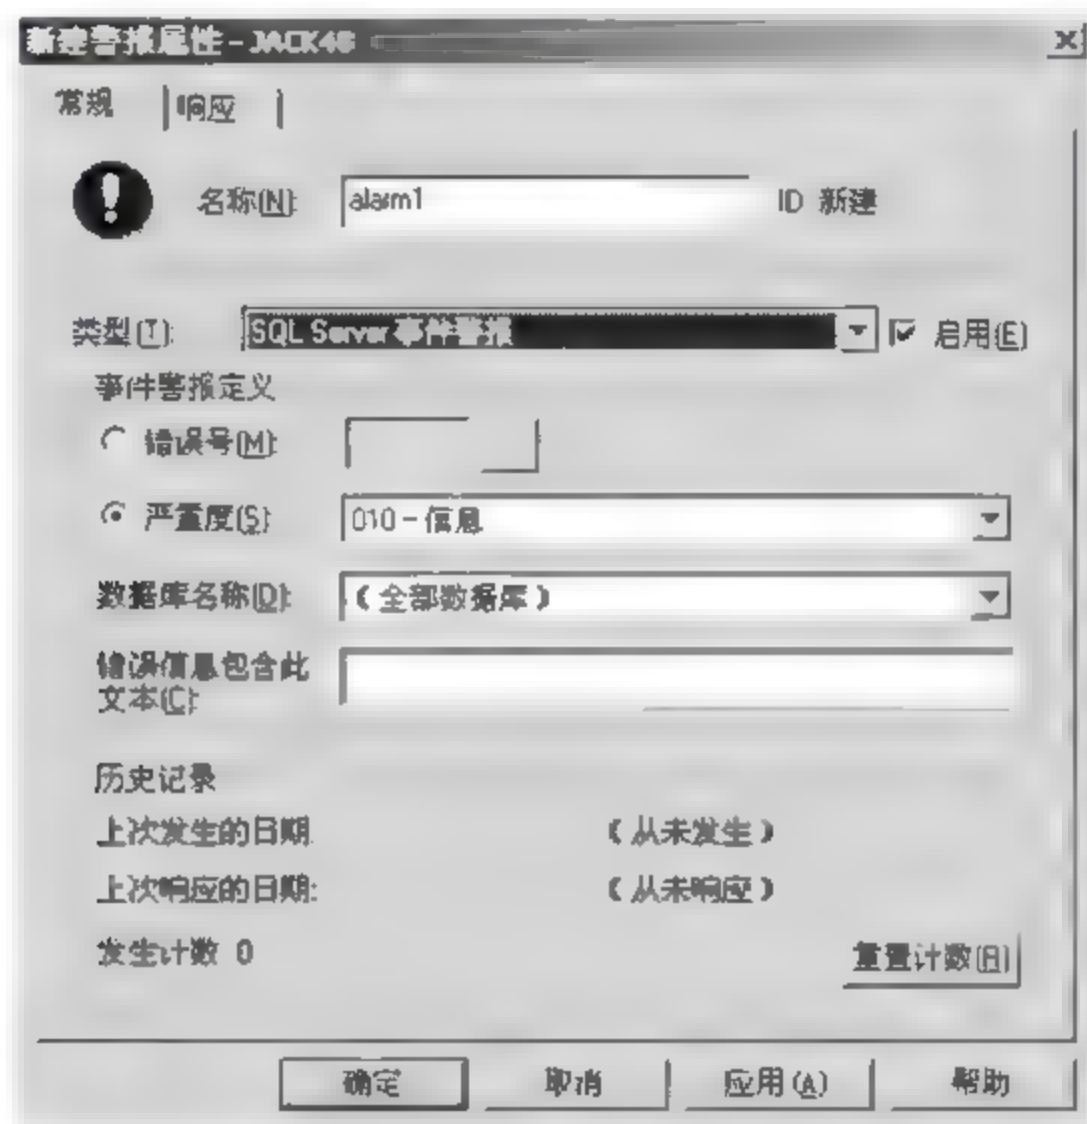 新建警报属性 - JACK48
常规 响应
名称(N): alarm1 ID 新建
类型(T): SQL Server 事件警报 启用(E)
事件警报定义
错误号(M):
严重度(S): 010 - 信息
数据库名称(D): (全部数据库)
错误信息包含此
文本(C):
历史记录
上次发生的日期: (从未发生)
上次响应的日期: (从未响应)
发生计数 0 重置计数(R)
确定 取消 应用(A) 帮助